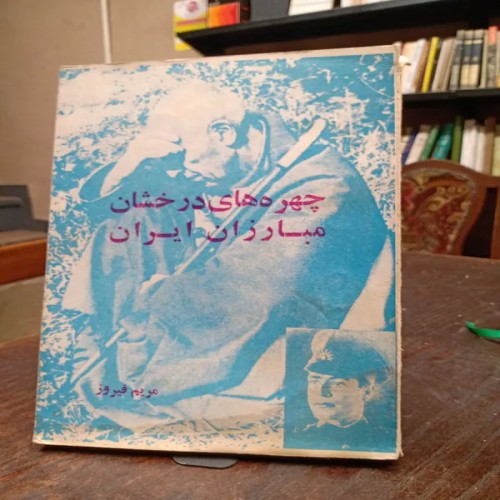 چهره‌های درخشان
مبارزان ایران
مریم فیروز